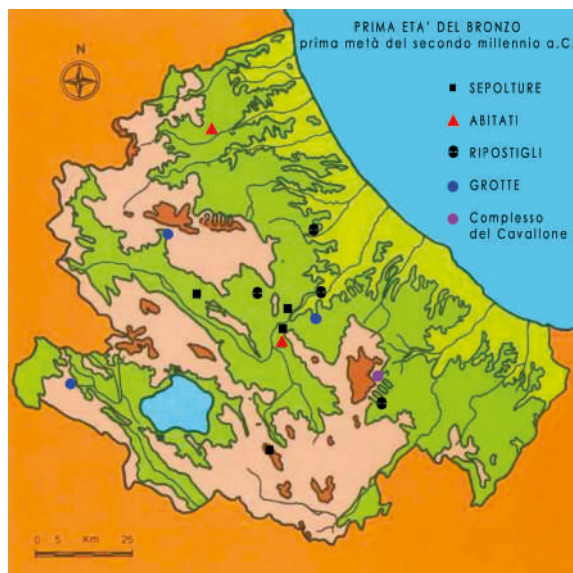 PRIMA ETA' DEL BRONZO
prima metà del secondo millennio a.C.
N
SEPOLTURE
ABITATI
RIPOSTIGLI
GROTTE
Complesso
del Cavallone
0 5 Km 25